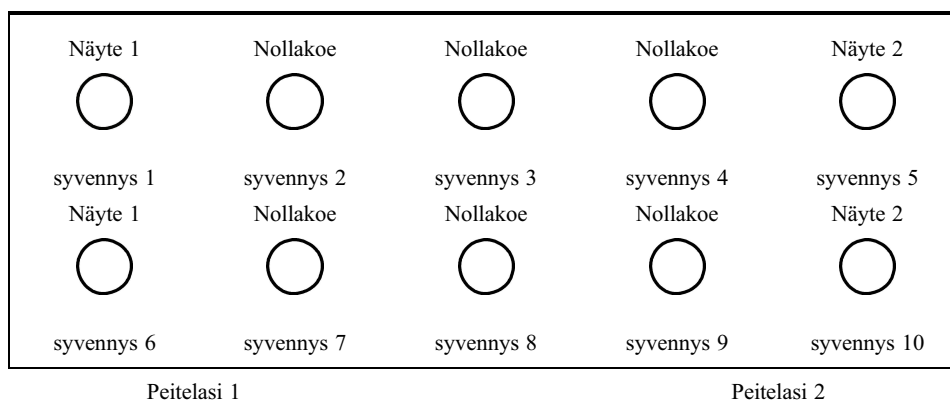 Näyte 1 Nollakoe Nollakoe Nollakoe Näyte 2
syvennys 1 syvennys 2 syvennys 3 syvennys 4 syvennys 5
Näyte 1 Nollakoe Nollakoe Nollakoe Näyte 2
syvennys 6 syvennys 7 syvennys 8 syvennys 9 syvennys 10
Peitelasi 1 Peitelasi 2